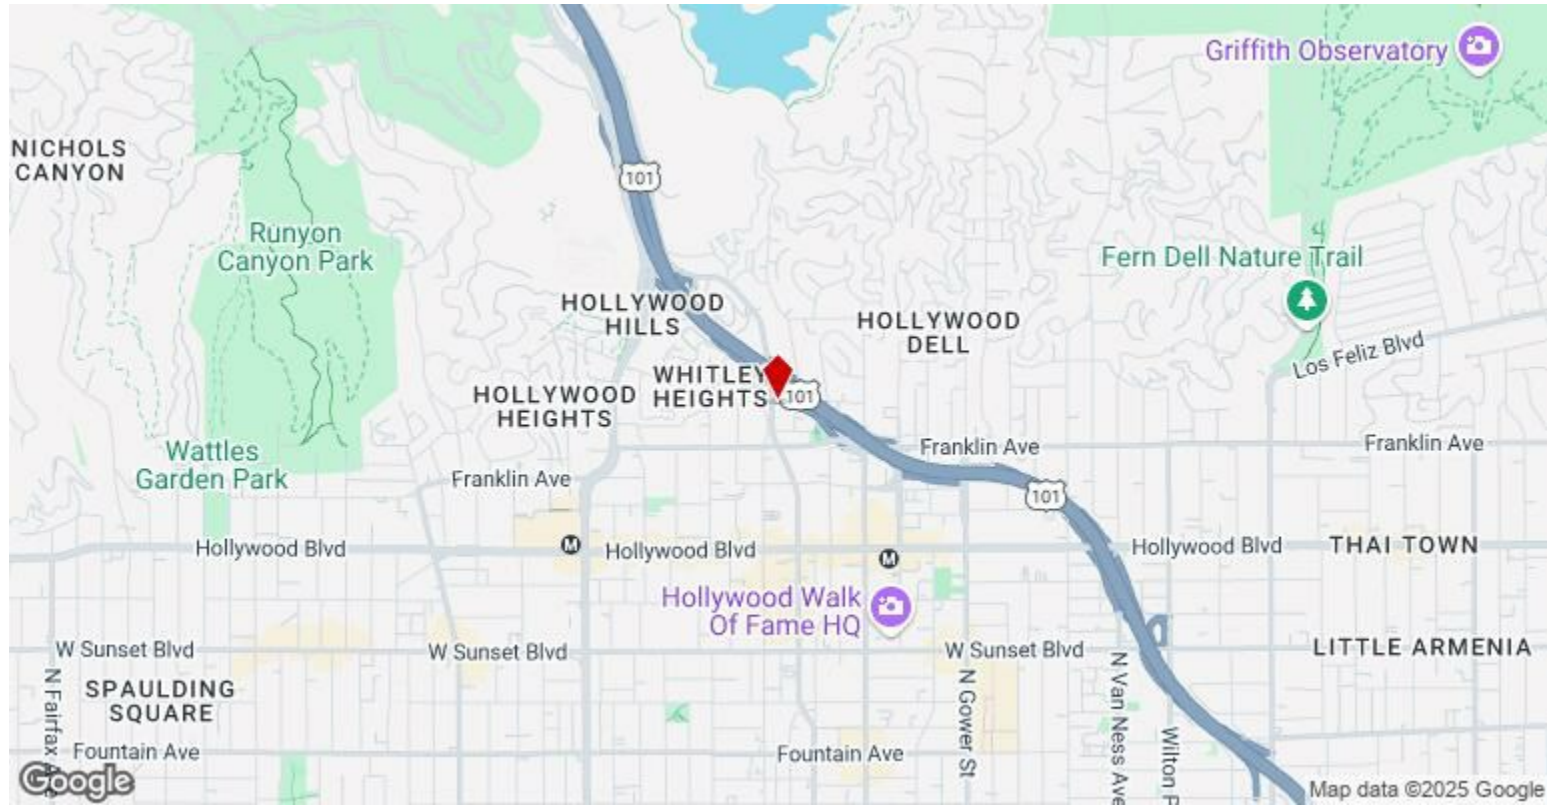 Griffith Observatory
NICHOLS
CANYON
101
Runyon
Canyon Park
Fern Dell Nature Trail
HOLLYWOOD
HILLS
HOLLYWOOD
DELL
Los Feliz Blvd
WHITLEY
HEIGHTS
101
HOLLYWOOD
HEIGHTS
Wattles
Garden Park
Franklin Ave
Franklin Ave
Franklin Ave
101
Hollywood Blvd
M
Hollywood Blvd
M
Hollywood Blvd
THAI TOWN
Hollywood Walk
Of Fame HQ
W Sunset Blvd
W Sunset Blvd
W Sunset Blvd
LITTLE ARMENIA
SPAULDING
SQUARE
N Fairfax Ave
N Gower St
N Van Ness Ave
Wilton P
Fountain Ave
Fountain Ave
Google
Map data ©2025 Google